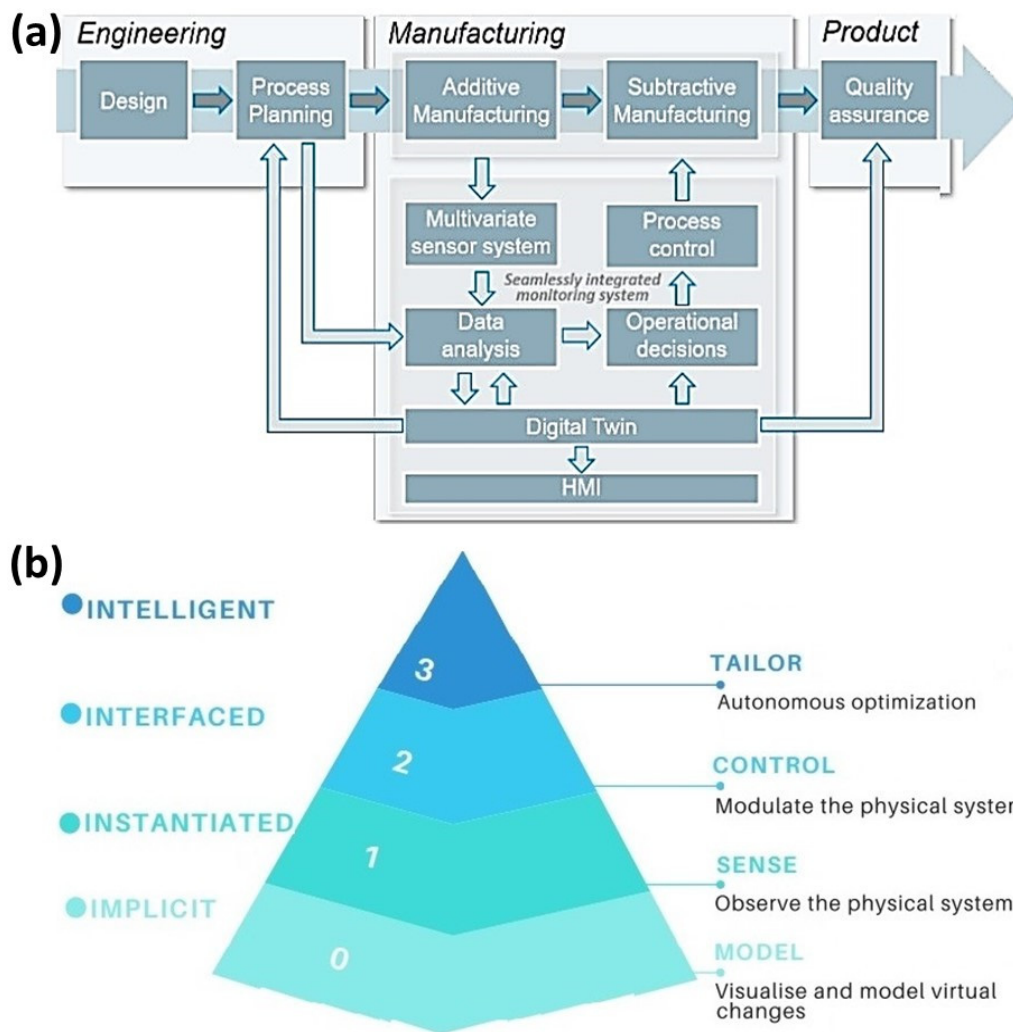 (a)
Engineering
Manufacturing
Product
Design
Process
Planning
Additive
Manufacturing
Subtractive
Manufacturing
Quality
assurance
Multivariate
sensor system
Process
control
Seamlessly integrated
monitoring system
Data
analysis
Operational
decisions
Digital Twin
HMI
(b)
INTELLIGENT
INTERFACED
INSTANTIATED
IMPLICIT
3
2
1
0
TAILOR
Autonomous optimization
CONTROL
Modulate the physical system
SENSE
Observe the physical system
MODEL
Visualise and model virtual
changes